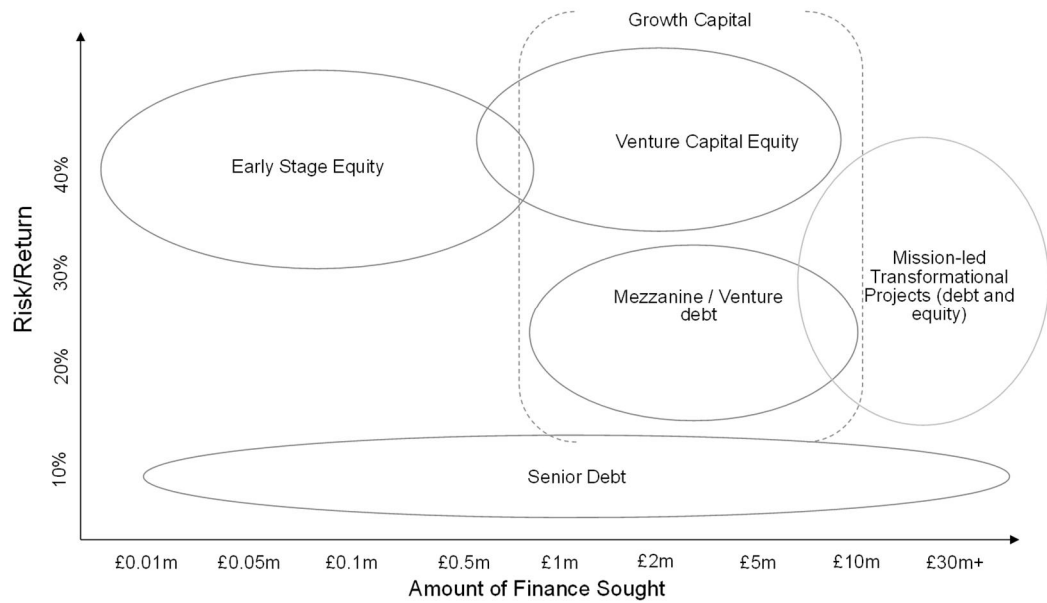 Growth Capital
Early Stage Equity
Venture Capital Equity
Mission-led
Transformational
Projects (debt and
equity)
Mezzanine / Venture
debt
Senior Debt
Risk/Return
40%
30%
20%
10%
£0.01m
£0.05m
£0.1m
£0.5m
£1m
£2m
£5m
£10m
£30m+
Amount of Finance Sought